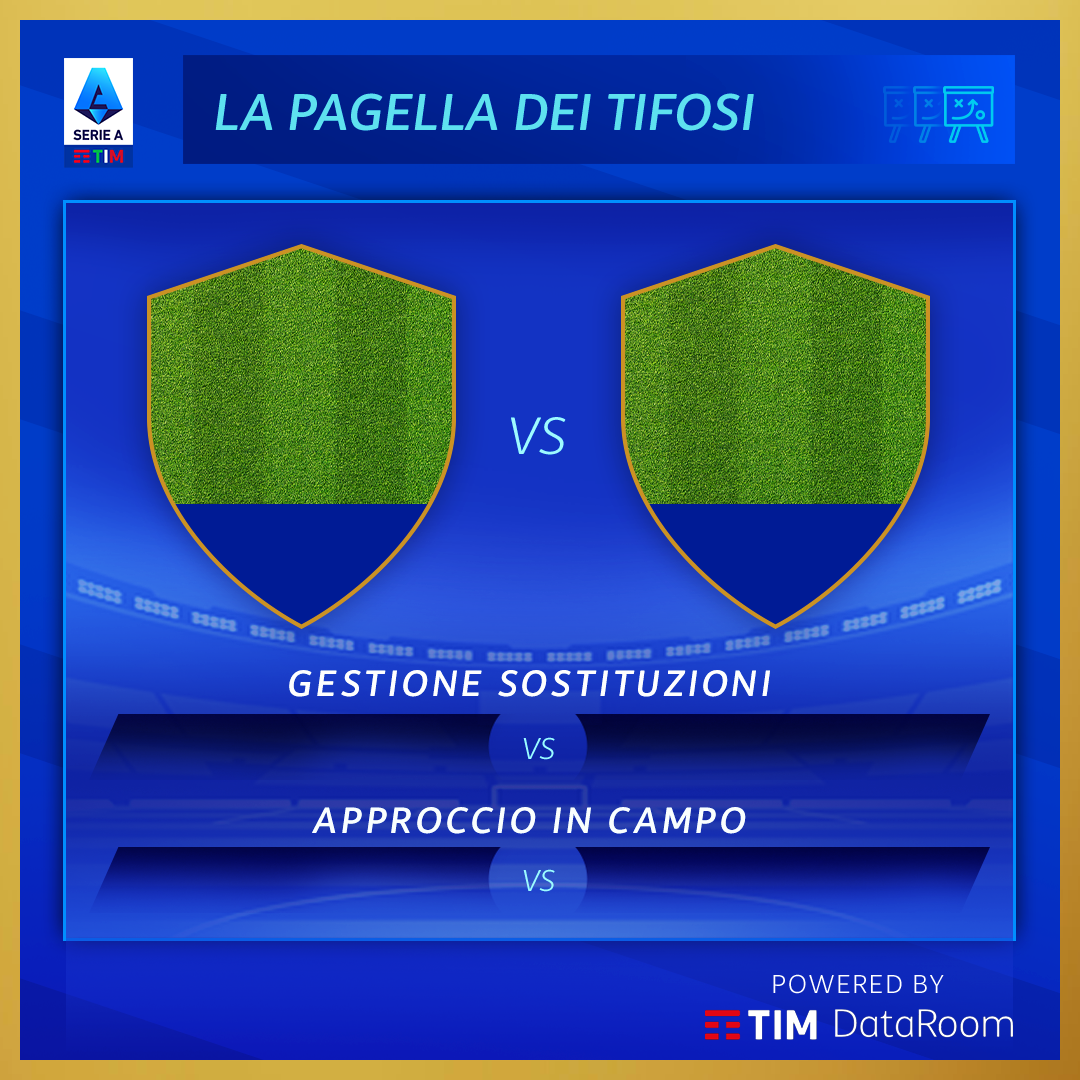 SERIE A
TIM
LA PAGELLA DEI TIFOSI
VS
GESTIONE SOSTITUZIONI
VS
APPROCCIO IN CAMPO
VS
POWERED BY
TIM DataRoom